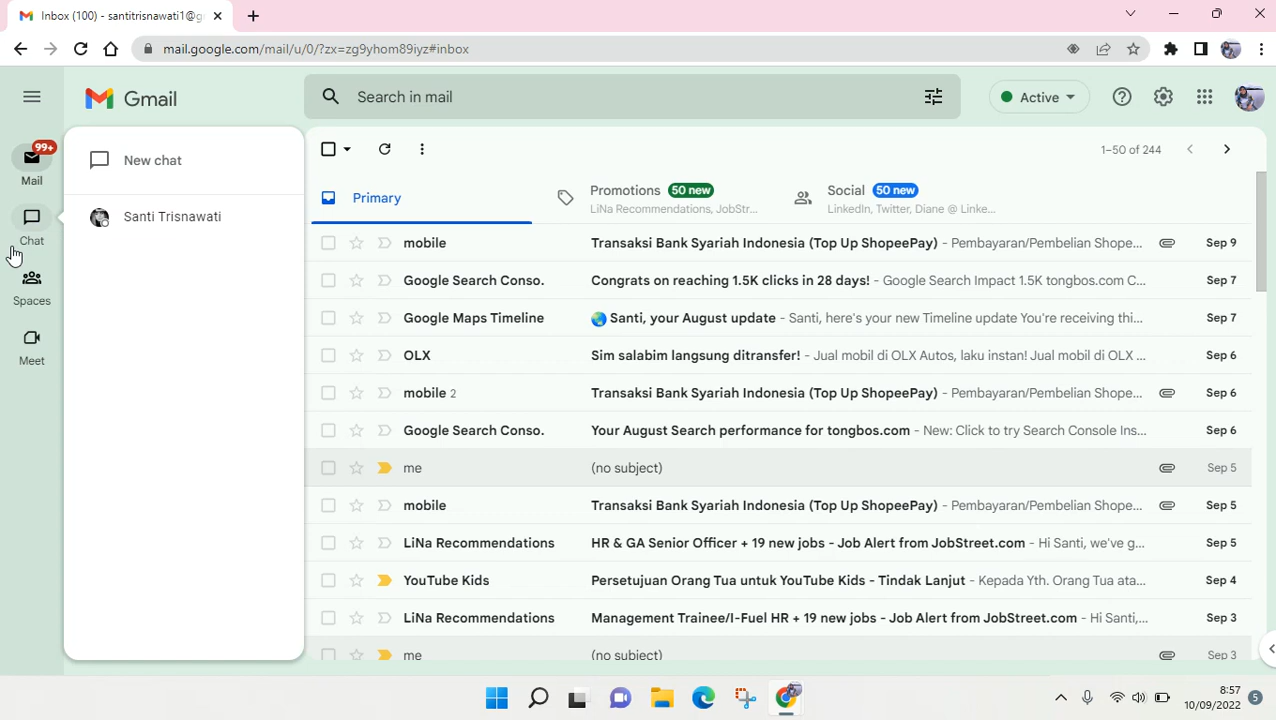 Inbox (100) - santitrisnawati1@g
mail.google.com/mail/u/0/?zx=zg9yhom89iyz#inbox
Gmail
Search in mail
Active
99+
Mail
Chat
Spaces
Meet
New chat
Santi Trisnawati
1–50 of 244
Primary
Promotions 50 new
LiNa Recommendations, JobStr...
Social 50 new
LinkedIn, Twitter, Diane @ Linke...
mobile Transaksi Bank Syariah Indonesia (Top Up ShopeePay) - Pembayaran/Pembelian Shope... Sep 9
Google Search Conso. Congrats on reaching 1.5K clicks in 28 days! - Google Search Impact 1.5K tongbos.com C... Sep 7
Google Maps Timeline Santi, your August update - Santi, here's your new Timeline update You're receiving thi... Sep 7
OLX Sim salabim langsung ditransfer! - Jual mobil di OLX Autos, laku instan! Jual mobil di OLX ... Sep 6
mobile 2 Transaksi Bank Syariah Indonesia (Top Up ShopeePay) - Pembayaran/Pembelian Shope... Sep 6
Google Search Conso. Your August Search performance for tongbos.com - New: Click to try Search Console Ins... Sep 6
me (no subject) Sep 5
mobile Transaksi Bank Syariah Indonesia (Top Up ShopeePay) - Pembayaran/Pembelian Shope... Sep 5
LiNa Recommendations HR & GA Senior Officer + 19 new jobs - Job Alert from JobStreet.com - Hi Santi, we've g... Sep 5
YouTube Kids Persetujuan Orang Tua untuk YouTube Kids - Tindak Lanjut - Kepada Yth. Orang Tua ata... Sep 4
LiNa Recommendations Management Trainee/I-Fuel HR + 19 new jobs - Job Alert from JobStreet.com - Hi Santi,... Sep 3
me (no subject) Sep 3
8:57
10/09/2022
5